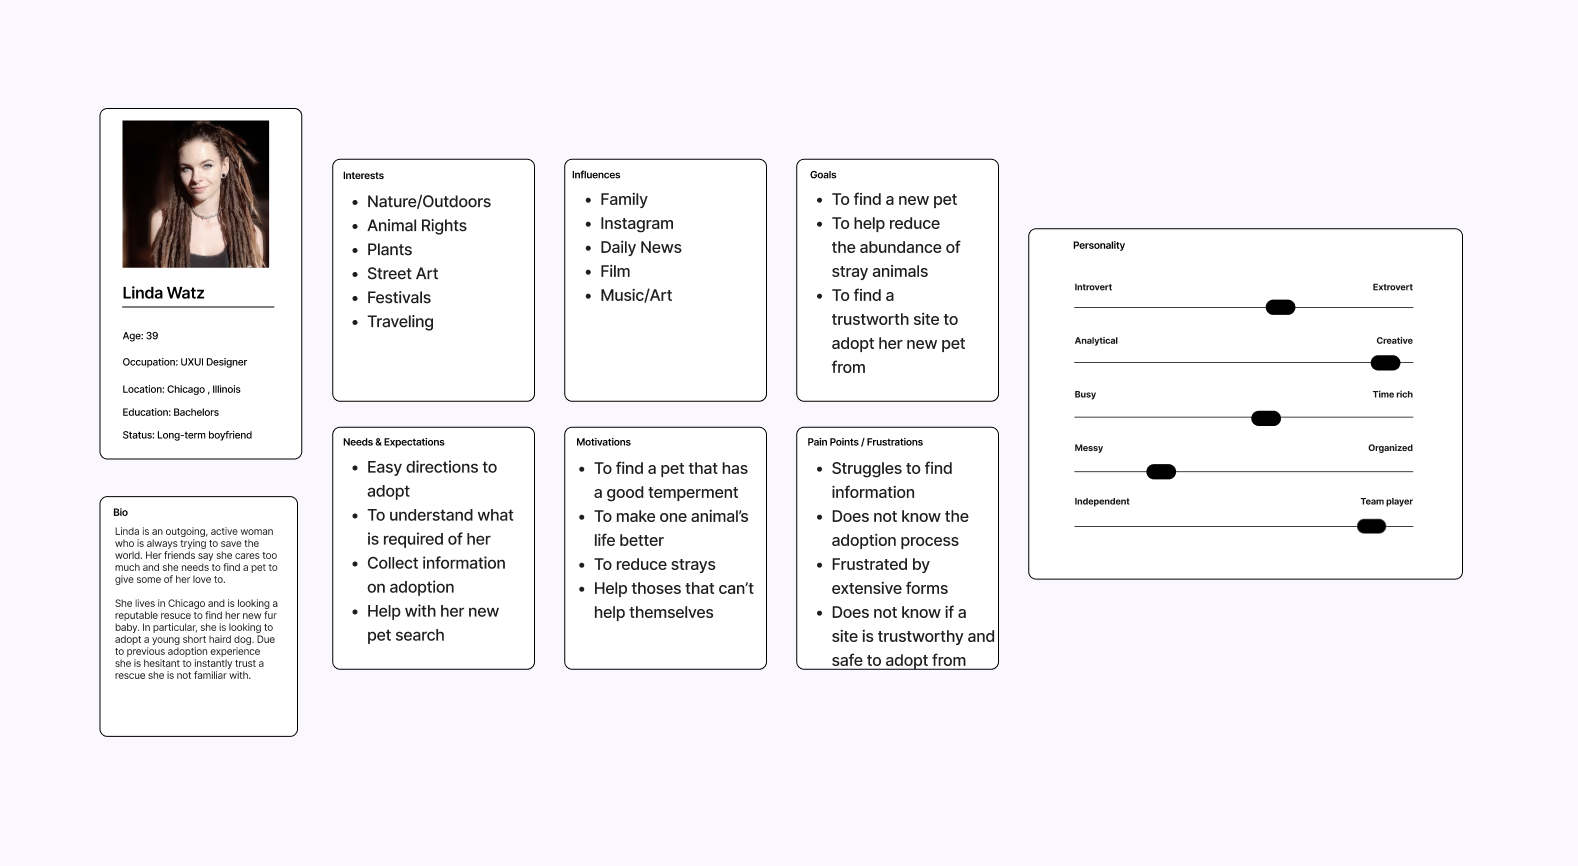 Linda Watz
Age: 39
Occupation: UXUI Designer
Location: Chicago , Illinois
Education: Bachelors
Status: Long-term boyfriend
Bio
Linda is an outgoing, active woman
who is always trying to save the
world. Her friends say she cares too
much and she needs to find a pet to
give some of her love to.
She lives in Chicago and is looking a
reputable resuce to find her new fur
baby. In particular, she is looking to
adopt a young short haird dog. Due
to previous adoption experience
she is hesitant to instantly trust a
rescue she is not familiar with.
Interests
• Nature/Outdoors
• Animal Rights
• Plants
• Street Art
• Festivals
• Traveling
Influences
• Family
• Instagram
• Daily News
• Film
• Music/Art
Goals
• To find a new pet
• To help reduce
the abundance of
stray animals
• To find a
trustworth site to
adopt her new pet
from
Needs & Expectations
• Easy directions to
adopt
• To understand what
is required of her
• Collect information
on adoption
• Help with her new
pet search
Motivations
• To find a pet that has
a good temperment
• To make one animal's
life better
• To reduce strays
• Help thoses that can't
help themselves
Pain Points / Frustrations
• Struggles to find
information
• Does not know the
adoption process
• Frustrated by
extensive forms
• Does not know if a
site is trustworthy and
safe to adopt from
Personality
Introvert Extrovert
Analytical Creative
Busy Time rich
Messy Organized
Independent Team player